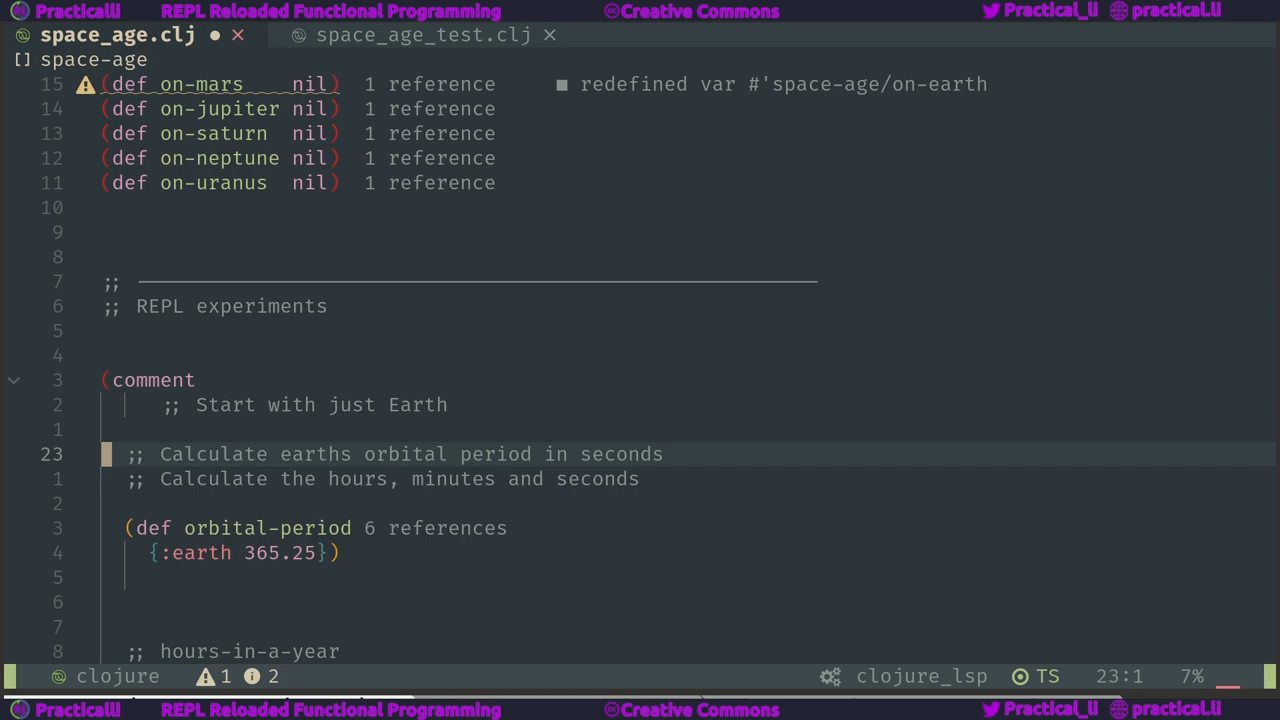 Practicalli REPL Reloaded Functional Programming Creative Commons Practical_li practical.li
space_age.clj ● × space_age_test.clj ×
[] space-age
15 (def on-mars nil) 1 reference ■ redefined var #'space-age/on-earth
14 (def on-jupiter nil) 1 reference
13 (def on-saturn nil) 1 reference
12 (def on-neptune nil) 1 reference
11 (def on-uranus nil) 1 reference
10
9
8
7 ;; ─────────────────────────
6 ;; REPL experiments
5
4
3 (comment
2 ;; Start with just Earth
1
23 ;; Calculate earths orbital period in seconds
1 ;; Calculate the hours, minutes and seconds
2
3 (def orbital-period 6 references
4 {:earth 365.25})
5
6
7
8 ;; hours-in-a-year
clojure 1 2 clojure_lsp TS 23:1 7%
Practicalli REPL Reloaded Functional Programming Creative Commons Practical_li practical.li